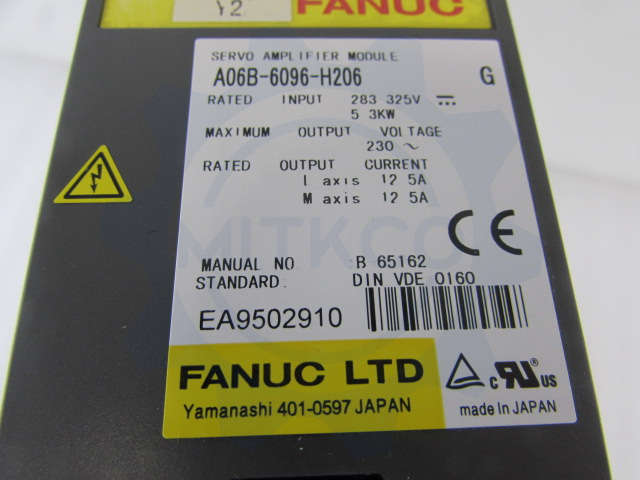 Y2
FANUC
SERVO AMPLIFIER MODULE
A06B-6096-H206 G
RATED INPUT 283-325V
5.3KW
MAXIMUM OUTPUT VOLTAGE
230 ~
RATED OUTPUT CURRENT
L axis 12.5A
M axis 12.5A
MITKCO
CE
MANUAL NO. :B-65162
STANDARD. DIN VDE 0160
EA9502910
FANUC LTD
Yamanashi 401-0597 JAPAN
c RU US
made in JAPAN